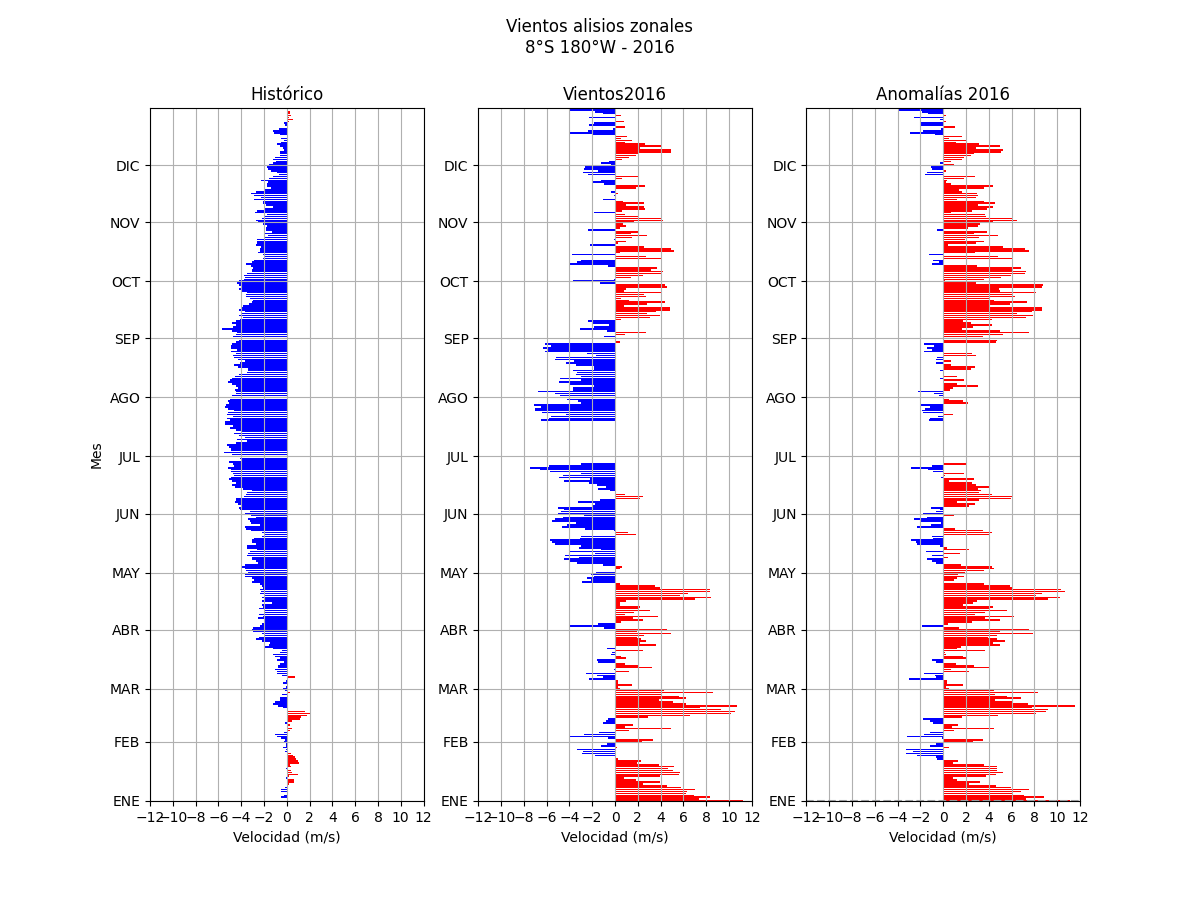 Vientos alisios zonales
8°S 180°W - 2016
Histórico
Vientos2016
Anomalías 2016
Mes
DIC
NOV
OCT
SEP
AGO
JUL
JUN
MAY
ABR
MAR
FEB
ENE
−12 −10 −8 −6 −4 −2 0 2 4 6 8 10 12
Velocidad (m/s)
DIC
NOV
OCT
SEP
AGO
JUL
JUN
MAY
ABR
MAR
FEB
ENE
−12 −10 −8 −6 −4 −2 0 2 4 6 8 10 12
Velocidad (m/s)
DIC
NOV
OCT
SEP
AGO
JUL
JUN
MAY
ABR
MAR
FEB
ENE
−12 −10 −8 −6 −4 −2 0 2 4 6 8 10 12
Velocidad (m/s)